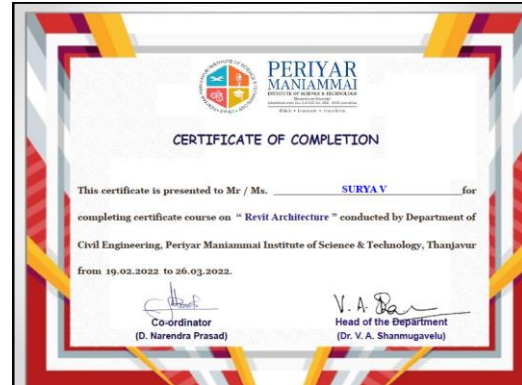 PERIYAR
MANIAMMAI
INSTITUTE OF SCIENCE & TECHNOLOGY
CERTIFICATE OF COMPLETION
This certificate is presented to Mr / Ms. SURYA V for
completing certificate course on “ Revit Architecture ” conducted by Department of
Civil Engineering, Periyar Maniammai Institute of Science & Technology, Thanjavur
from 19.02.2022 to 26.03.2022.
Co-ordinator
(D. Narendra Prasad)
Head of the Department
(Dr. V. A. Shanmugavelu)